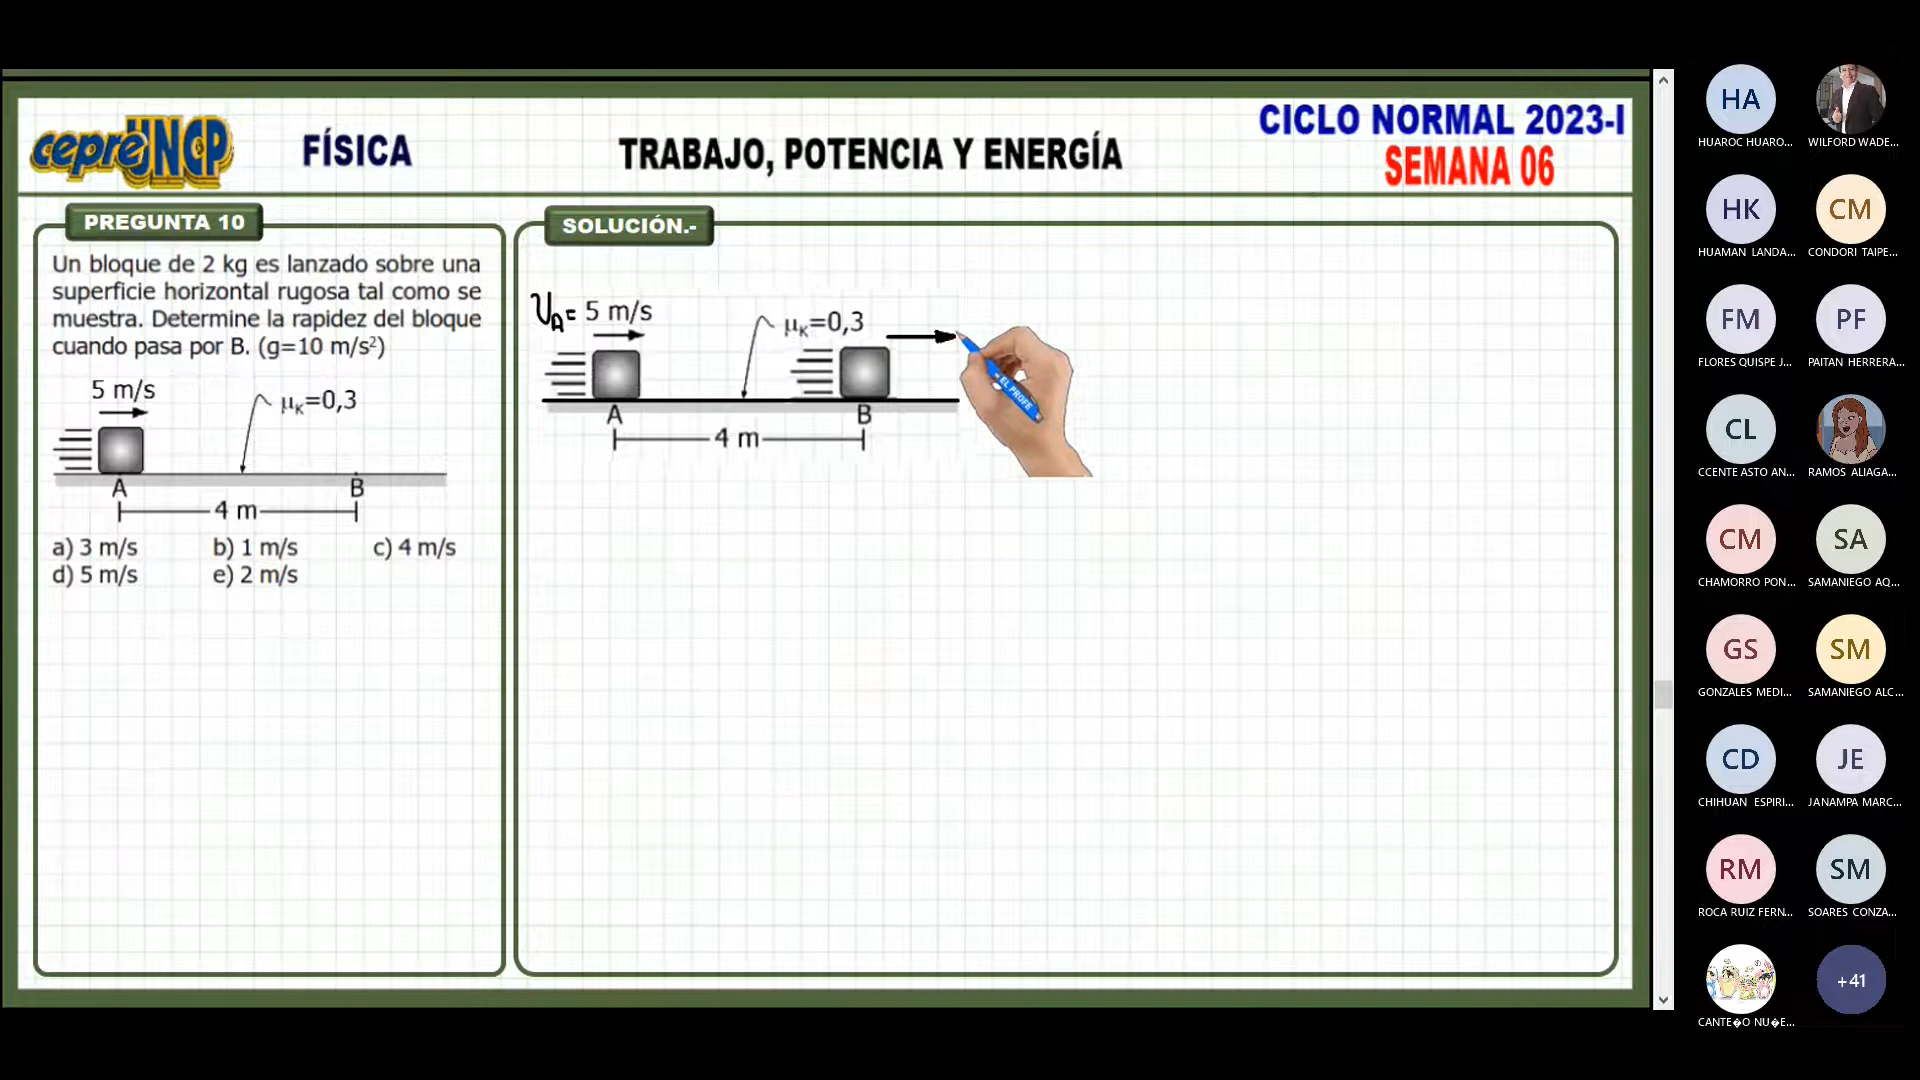 cepre UNCP
FÍSICA
TRABAJO, POTENCIA Y ENERGÍA
CICLO NORMAL 2023-I
SEMANA 06
PREGUNTA 10
Un bloque de 2 kg es lanzado sobre una
superficie horizontal rugosa tal como se
muestra. Determine la rapidez del bloque
cuando pasa por B. (g=10 m/s²)
5 m/s
μK=0,3
A
B
4 m
a) 3 m/s b) 1 m/s c) 4 m/s
d) 5 m/s e) 2 m/s
SOLUCIÓN.-
VA= 5 m/s
μK=0,3
A
B
4 m
EL PROFE
HA
HUAROC HUARO...
WILFORD WADE...
HK
HUAMAN LANDA...
CM
CONDORI TAIPE...
FM
FLORES QUISPE J...
PF
PAITAN HERRERA...
CL
CCENTE ASTO AN...
RAMOS ALIAGA...
CM
CHAMORRO PON...
SA
SAMANIEGO AQ...
GS
GONZALES MEDI...
SM
SAMANIEGO ALC...
CD
CHIHUAN ESPIRI...
JE
JANAMPA MARC...
RM
ROCA RUIZ FERN...
SM
SOARES CONZA...
CANTE�O NU�E...
+41